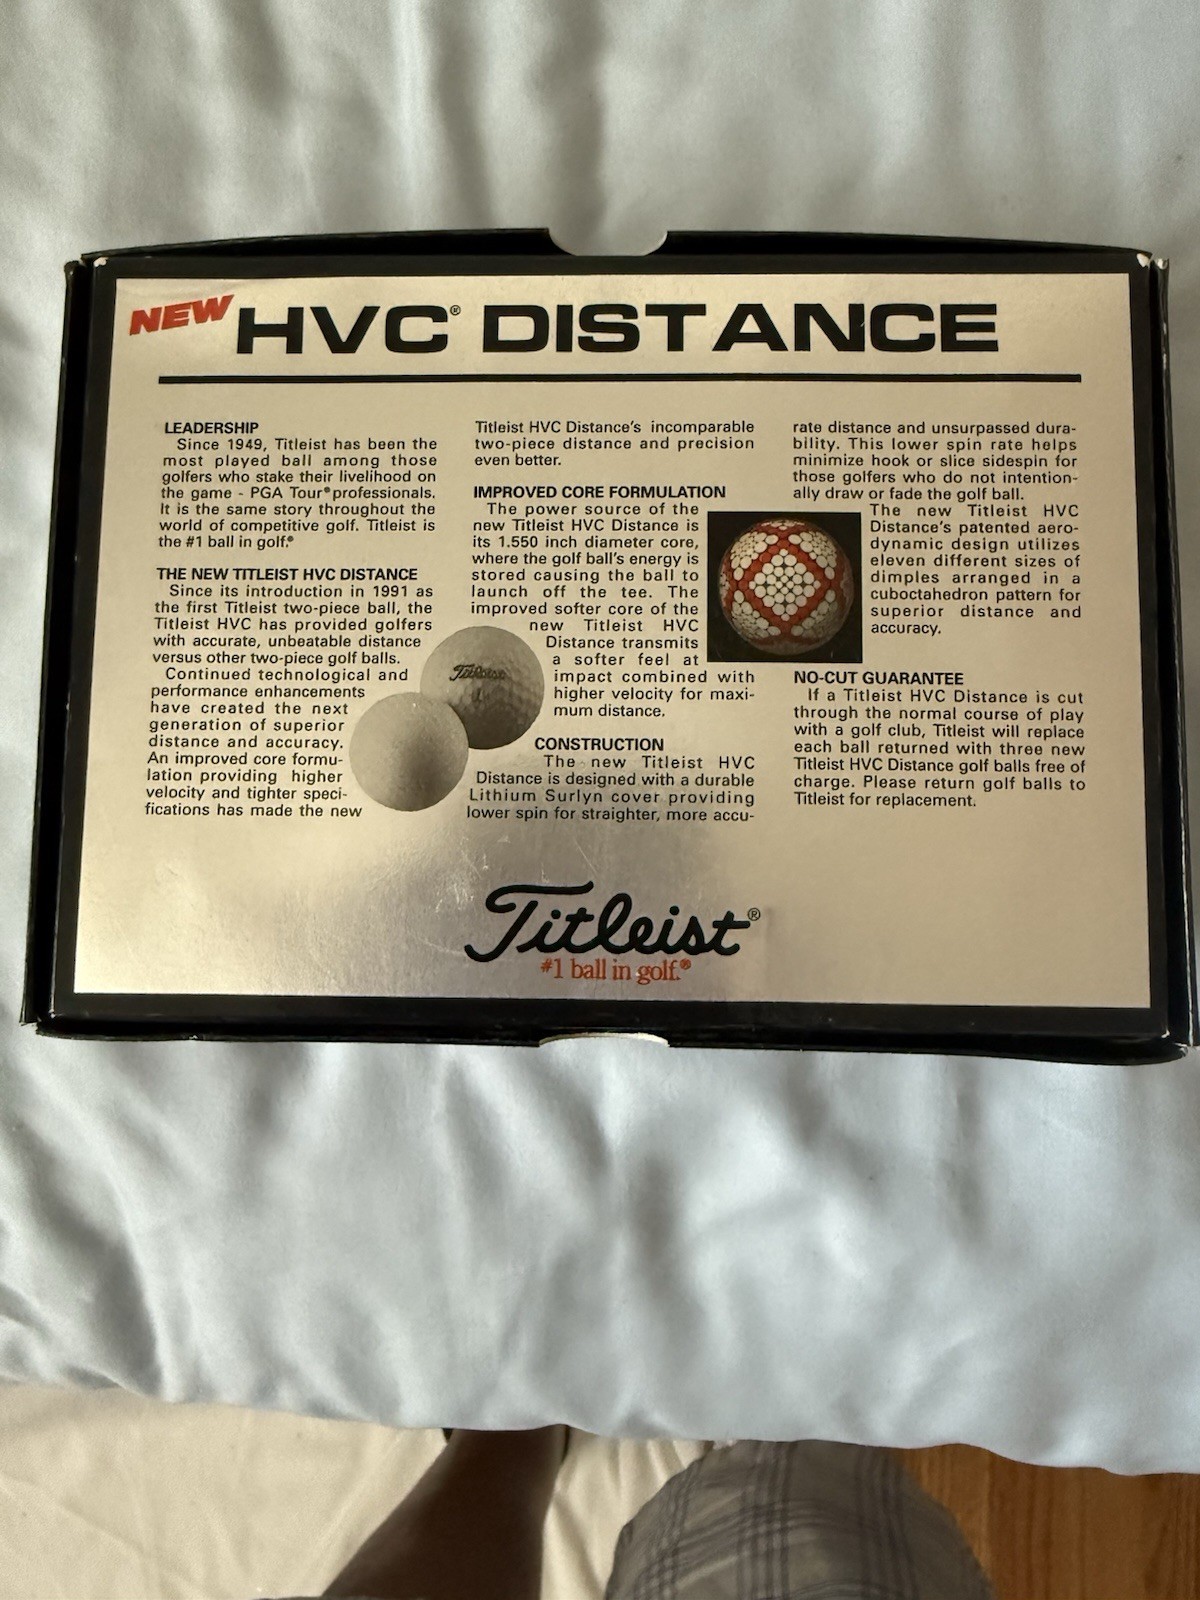 NEW HVC® DISTANCE
LEADERSHIP
Since 1949, Titleist has been the
most played ball among those
golfers who stake their livelihood on
the game - PGA Tour® professionals.
It is the same story throughout the
world of competitive golf. Titleist is
the #1 ball in golf.®
THE NEW TITLEIST HVC DISTANCE
Since its introduction in 1991 as
the first Titleist two-piece ball, the
Titleist HVC has provided golfers
with accurate, unbeatable distance
versus other two-piece golf balls.
Continued technological and
performance enhancements
have created the next
generation of superior
distance and accuracy.
An improved core formu-
lation providing higher
velocity and tighter speci-
fications has made the new
Titleist HVC Distance's incomparable
two-piece distance and precision
even better.
IMPROVED CORE FORMULATION
The power source of the
new Titleist HVC Distance is
its 1.550 inch diameter core,
where the golf ball's energy is
stored causing the ball to
launch off the tee. The
improved softer core of the
new Titleist HVC
Distance transmits
a softer feel at
impact combined with
higher velocity for maxi-
mum distance.
CONSTRUCTION
The new Titleist HVC
Distance is designed with a durable
Lithium Surlyn cover providing
lower spin for straighter, more accu-
rate distance and unsurpassed dura-
bility. This lower spin rate helps
minimize hook or slice sidespin for
those golfers who do not intention-
ally draw or fade the golf ball.
The new Titleist HVC
Distance's patented aero-
dynamic design utilizes
eleven different sizes of
dimples arranged in a
cuboctahedron pattern for
superior distance and
accuracy.
NO-CUT GUARANTEE
If a Titleist HVC Distance is cut
through the normal course of play
with a golf club, Titleist will replace
each ball returned with three new
Titleist HVC Distance golf balls free of
charge. Please return golf balls to
Titleist for replacement.
Titleist
Titleist®
#1 ball in golf.®